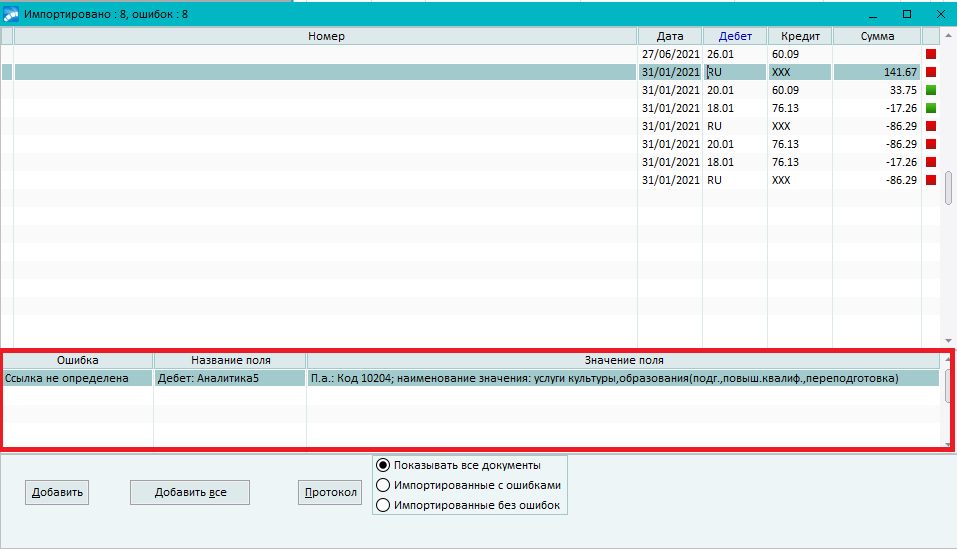 Импортировано : 8, ошибок : 8
Номер Дата Дебет Кредит Сумма
27/06/2021 26.01 60.09
31/01/2021 RU XXX 141.67
31/01/2021 20.01 60.09 33.75
31/01/2021 18.01 76.13 -17.26
31/01/2021 RU XXX -86.29
31/01/2021 20.01 76.13 -86.29
31/01/2021 18.01 76.13 -17.26
31/01/2021 RU XXX -86.29
Ошибка Название поля Значение поля
Ссылка не определена Дебет: Аналитика5 П.а.: Код 10204; наименование значения: услуги культуры,образования(подг.,повыш.квалиф.,переподготовка)
Показывать все документы
Добавить Добавить все Протокол Импортированные с ошибками
Импортированные без ошибок